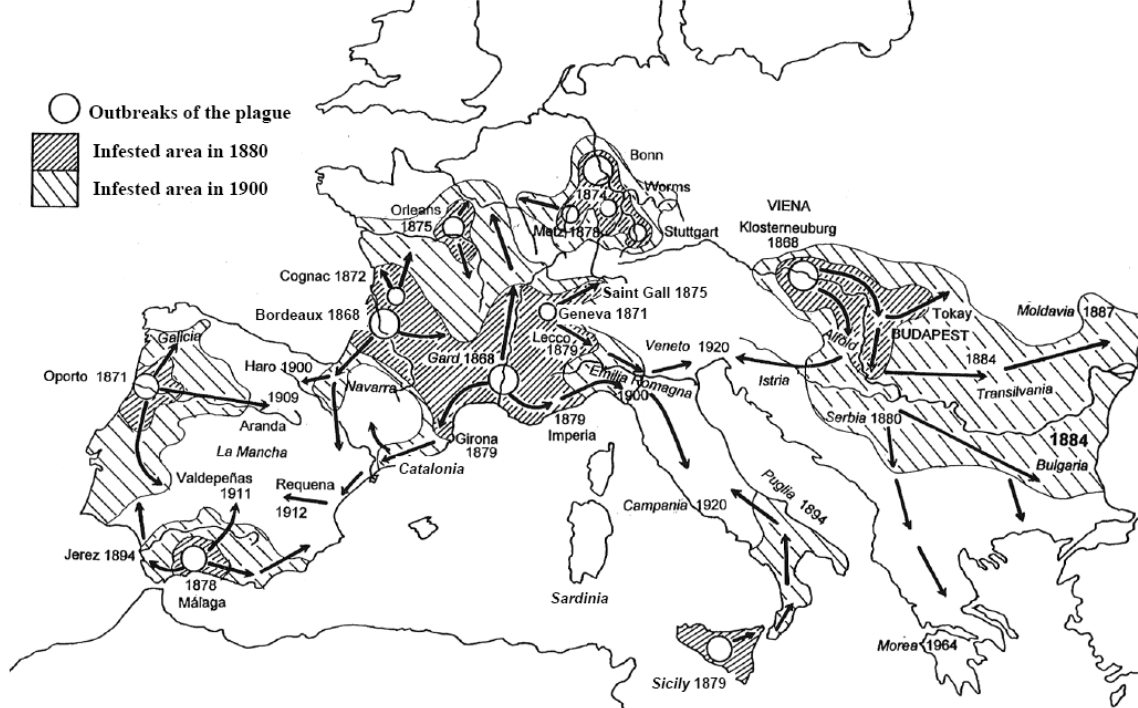 Outbreaks of the plague
Infested area in 1880
Infested area in 1900
Bonn
1874
Worms
Metz 1878
Stuttgart
Orleans
1875
VIENA
Klosterneuburg
1868
Cognac 1872
Saint Gall 1875
Bordeaux 1868
Geneva 1871
Tokay
Moldavia
1887
BUDAPEST
Alföld
Galicia
Lecco
1879
Veneto 1920
Gard 1868
1884
Haro 1900
Navarra
Oporto 1871
Istria
Transilvania
Emilia Romagna
1900
1909
Aranda
1879
Imperia
Serbia 1880
Girona
1879
1884
Bulgaria
La Mancha
Catalonia
Valdepeñas
1911
Requena
1912
Puglia 1894
Campania 1920
Jerez 1894
1878
Málaga
Sardinia
Morea 1964
Sicily 1879